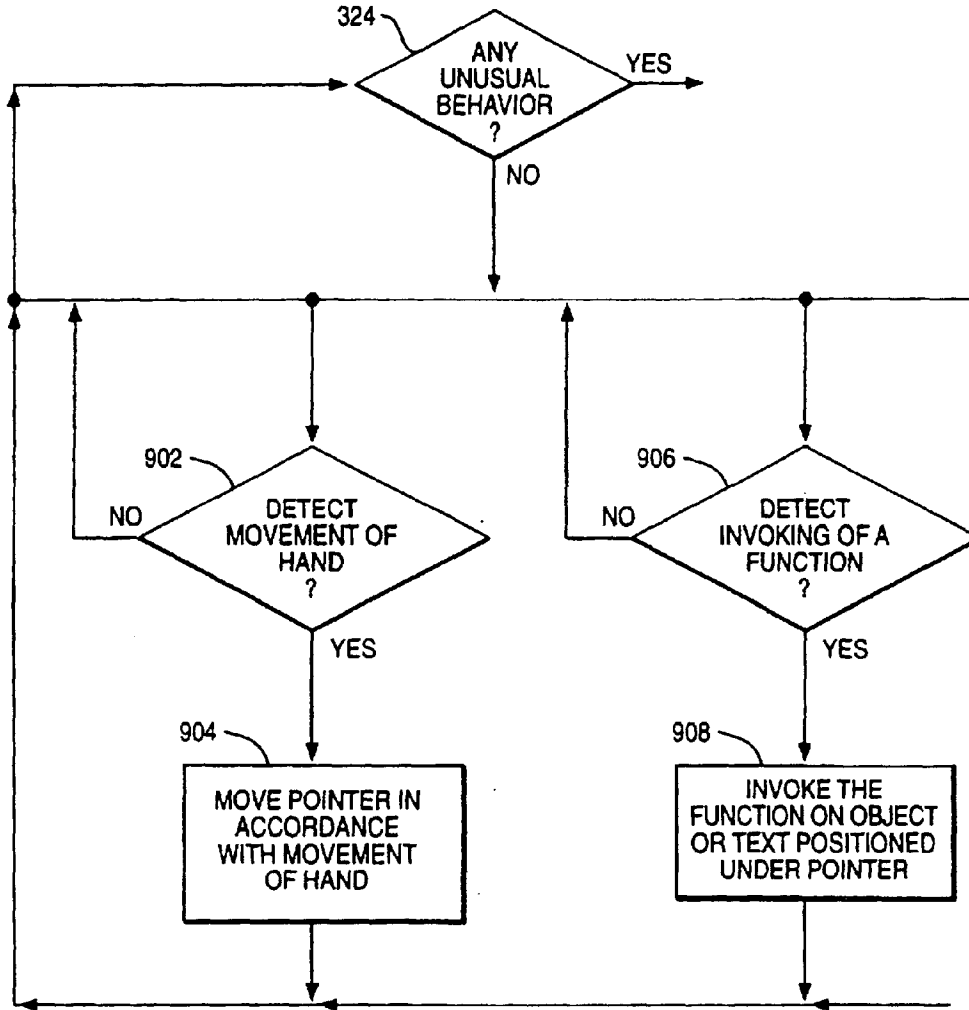 324
ANY
UNUSUAL
BEHAVIOR
?
YES
NO
902
NO
DETECT
MOVEMENT OF
HAND
?
YES
906
NO
DETECT
INVOKING OF A
FUNCTION
?
YES
904
MOVE POINTER IN
ACCORDANCE
WITH MOVEMENT
OF HAND
908
INVOKE THE
FUNCTION ON OBJECT
OR TEXT POSITIONED
UNDER POINTER